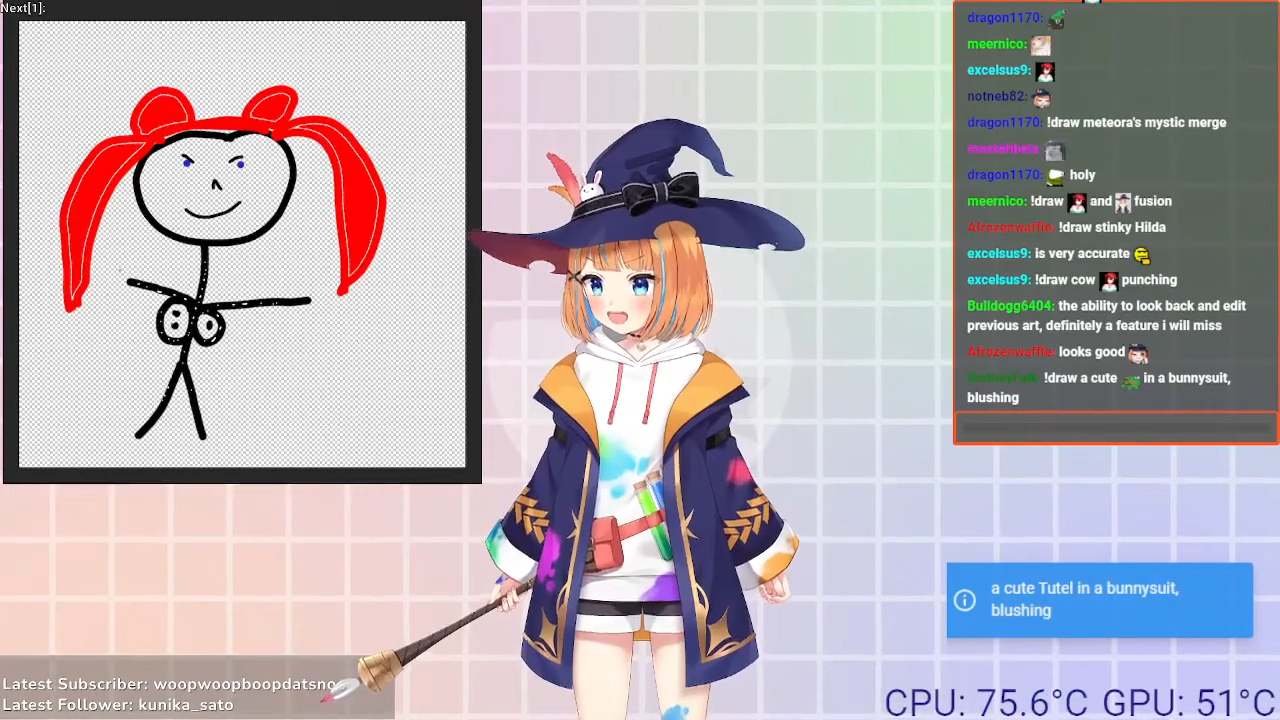 Next[1]:
dragon1170:
meernico:
excelsus9:
notneb82:
dragon1170: !draw meteora's mystic merge
dragon1170: holy
meernico: !draw and fusion
Afrozenwaffle: !draw stinky Hilda
excelsus9: is very accurate
excelsus9: !draw cow punching
Bulldogg6404: the ability to look back and edit
previous art, definitely a feature i will miss
Afrozenwaffle: looks good
!draw a cute in a bunnysuit,
blushing
a cute Tutel in a bunnysuit,
blushing
Latest Subscriber: woopwoopboopdatsno
Latest Follower: kunika_sato
CPU: 75.6°C GPU: 51°C